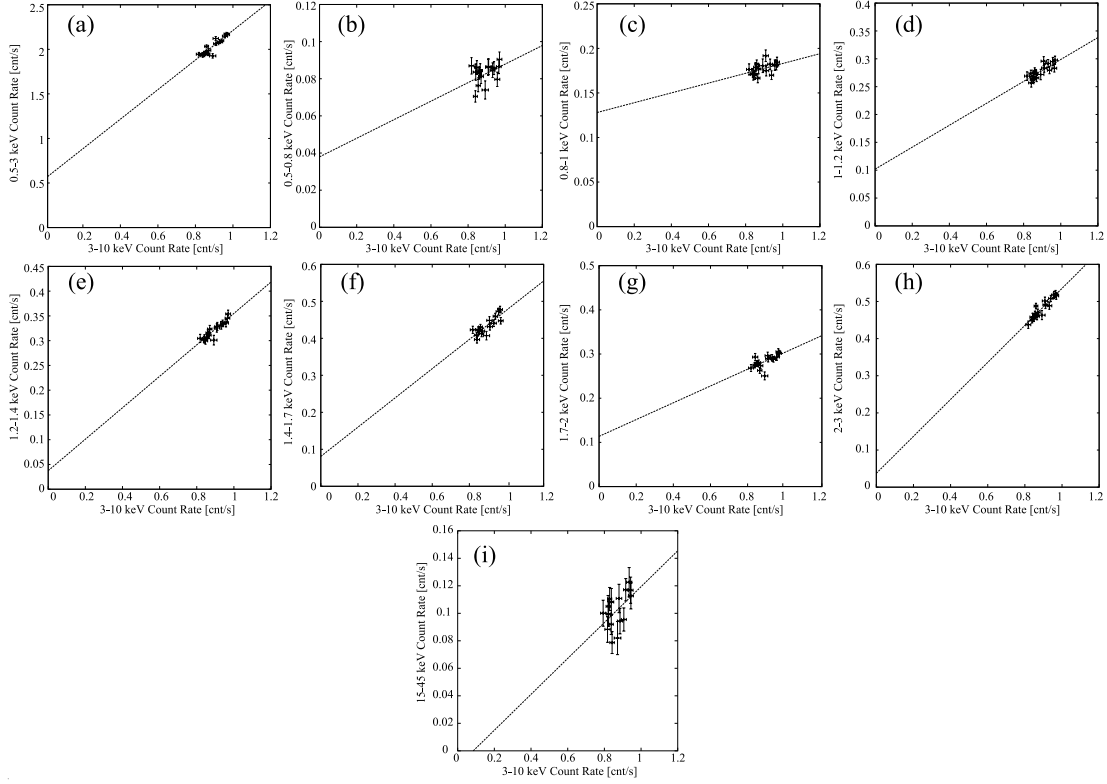 (a)
2.5
2
1.5
1
0.5
0
0.5–3 keV Count Rate [cnt/s]
0 0.2 0.4 0.6 0.8 1 1.2
3–10 keV Count Rate [cnt/s]
(b)
0.12
0.1
0.08
0.06
0.04
0.02
0
0.5–0.8 keV Count Rate [cnt/s]
0 0.2 0.4 0.6 0.8 1 1.2
3–10 keV Count Rate [cnt/s]
(c)
0.25
0.2
0.15
0.1
0.05
0
0.8–1 keV Count Rate [cnt/s]
0 0.2 0.4 0.6 0.8 1 1.2
3–10 keV Count Rate [cnt/s]
(d)
0.4
0.35
0.3
0.25
0.2
0.15
0.1
0.05
0
1–1.2 keV Count Rate [cnt/s]
0 0.2 0.4 0.6 0.8 1 1.2
3–10 keV Count Rate [cnt/s]
(e)
0.45
0.4
0.35
0.3
0.25
0.2
0.15
0.1
0.05
0
1.2–1.4 keV Count Rate [cnt/s]
0 0.2 0.4 0.6 0.8 1 1.2
3–10 keV Count Rate [cnt/s]
(f)
0.6
0.5
0.4
0.3
0.2
0.1
0
1.4–1.7 keV Count Rate [cnt/s]
0 0.2 0.4 0.6 0.8 1 1.2
3–10 keV Count Rate [cnt/s]
(g)
0.5
0.4
0.3
0.2
0.1
0
1.7–2 keV Count Rate [cnt/s]
0 0.2 0.4 0.6 0.8 1 1.2
3–10 keV Count Rate [cnt/s]
(h)
0.6
0.5
0.4
0.3
0.2
0.1
0
2–3 keV Count Rate [cnt/s]
0 0.2 0.4 0.6 0.8 1 1.2
3–10 keV Count Rate [cnt/s]
(i)
0.16
0.14
0.12
0.1
0.08
0.06
0.04
0.02
0
15–45 keV Count Rate [cnt/s]
0 0.2 0.4 0.6 0.8 1 1.2
3–10 keV Count Rate [cnt/s]